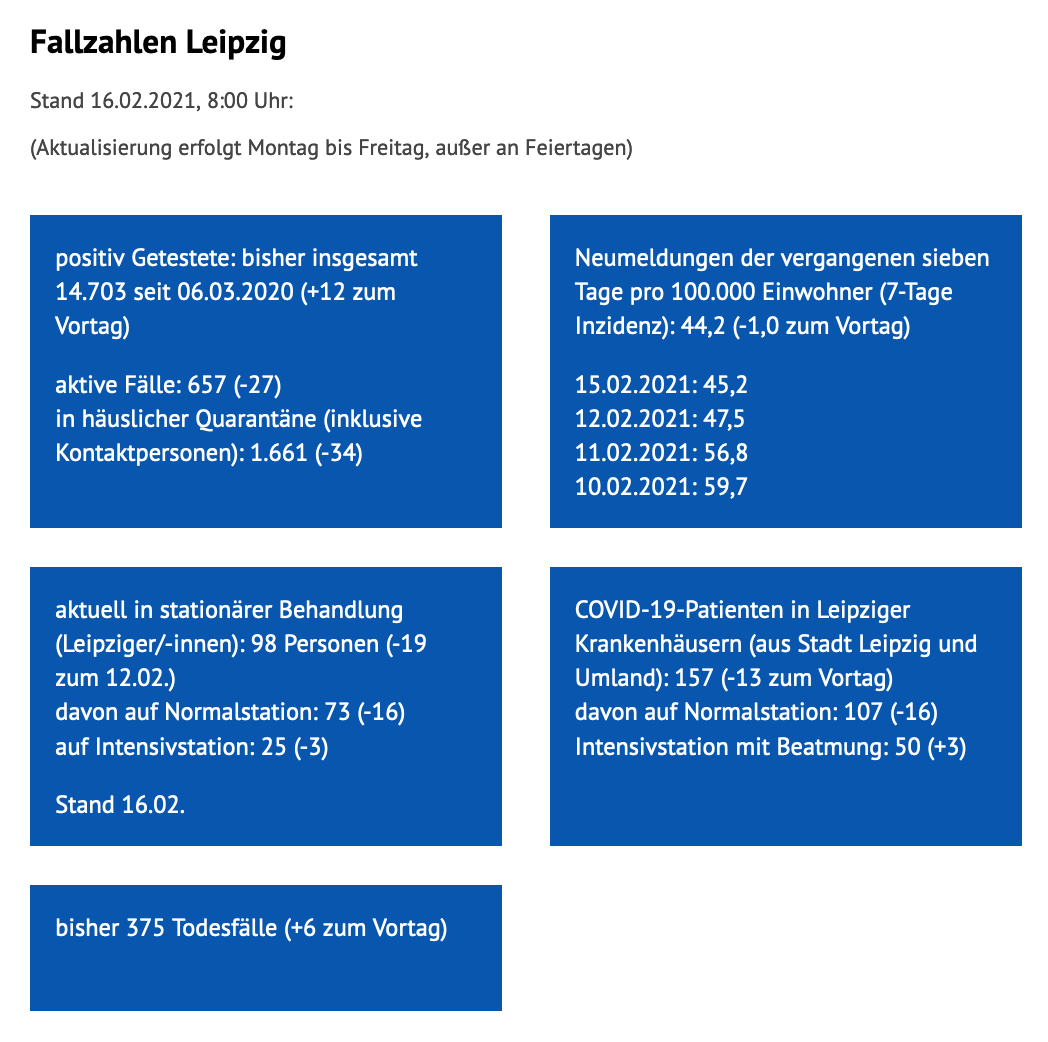 Fallzahlen Leipzig
Stand 16.02.2021, 8:00 Uhr:
(Aktualisierung erfolgt Montag bis Freitag, außer an Feiertagen)
positiv Getestete: bisher insgesamt
14.703 seit 06.03.2020 (+12 zum
Vortag)
aktive Fälle: 657 (-27)
in häuslicher Quarantäne (inklusive
Kontaktpersonen): 1.661 (-34)
Neumeldungen der vergangenen sieben
Tage pro 100.000 Einwohner (7-Tage
Inzidenz): 44,2 (-1,0 zum Vortag)
15.02.2021: 45,2
12.02.2021: 47,5
11.02.2021: 56,8
10.02.2021: 59,7
aktuell in stationärer Behandlung
(Leipziger/-innen): 98 Personen (-19
zum 12.02.)
davon auf Normalstation: 73 (-16)
auf Intensivstation: 25 (-3)
Stand 16.02.
COVID-19-Patienten in Leipziger
Krankenhäusern (aus Stadt Leipzig und
Umland): 157 (-13 zum Vortag)
davon auf Normalstation: 107 (-16)
Intensivstation mit Beatmung: 50 (+3)
bisher 375 Todesfälle (+6 zum Vortag)